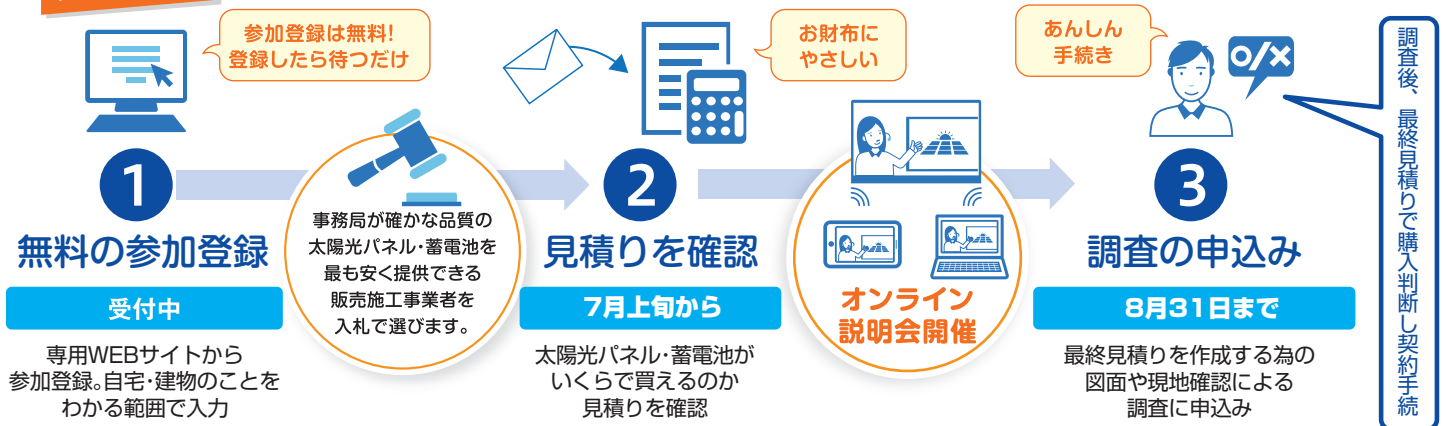 参加登録は無料!
登録したら待つだけ
1
無料の参加登録
受付中
専用WEBサイトから
参加登録。自宅・建物のことを
わかる範囲で入力
事務局が確かな品質の
太陽光パネル・蓄電池を
最も安く提供できる
販売施工事業者を
入札で選びます。
お財布に
やさしい
2
見積りを確認
7月上旬から
太陽光パネル・蓄電池が
いくらで買えるのか
見積りを確認
オンライン
説明会開催
あんしん
手続き
o/x
3
調査の申込み
8月31日まで
最終見積りを作成する為の
図面や現地確認による
調査に申込み
調査後、最終見積りで購入判断し契約手続